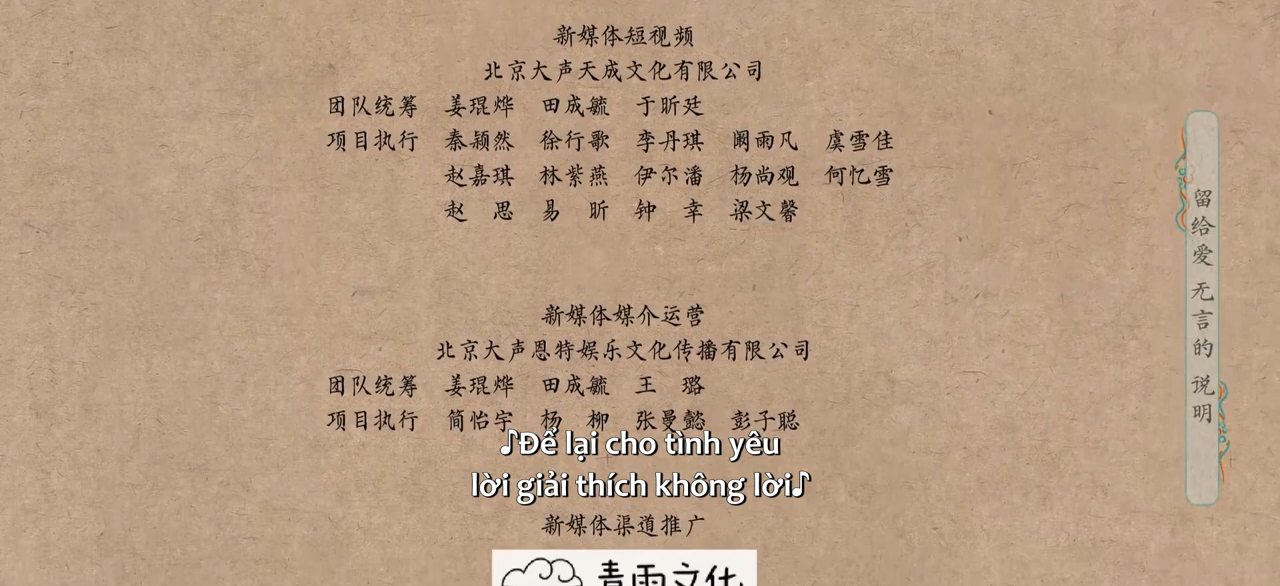 新媒体短视频
北京大声天成文化有限公司
团队统筹 姜琨烨 田成毓 于昕廷
项目执行 秦颍然 徐行歌 李丹琪 阚雨凡 虞雪佳
赵嘉琪 林紫燕 伊尔潘 杨尚观 何忆雪
赵 思 易 昕 钟 幸 梁文馨
新媒体媒介运营
北京大声恩特娱乐文化传播有限公司
团队统筹 姜琨烨 田成毓 王 璐
项目执行 简怡宇 杨 柳 张曼懿 彭子聪
♪Để lại cho tình yêu
lời giải thích không lời♪
新媒体渠道推广
青雨文化
留给爱 无言的 说明